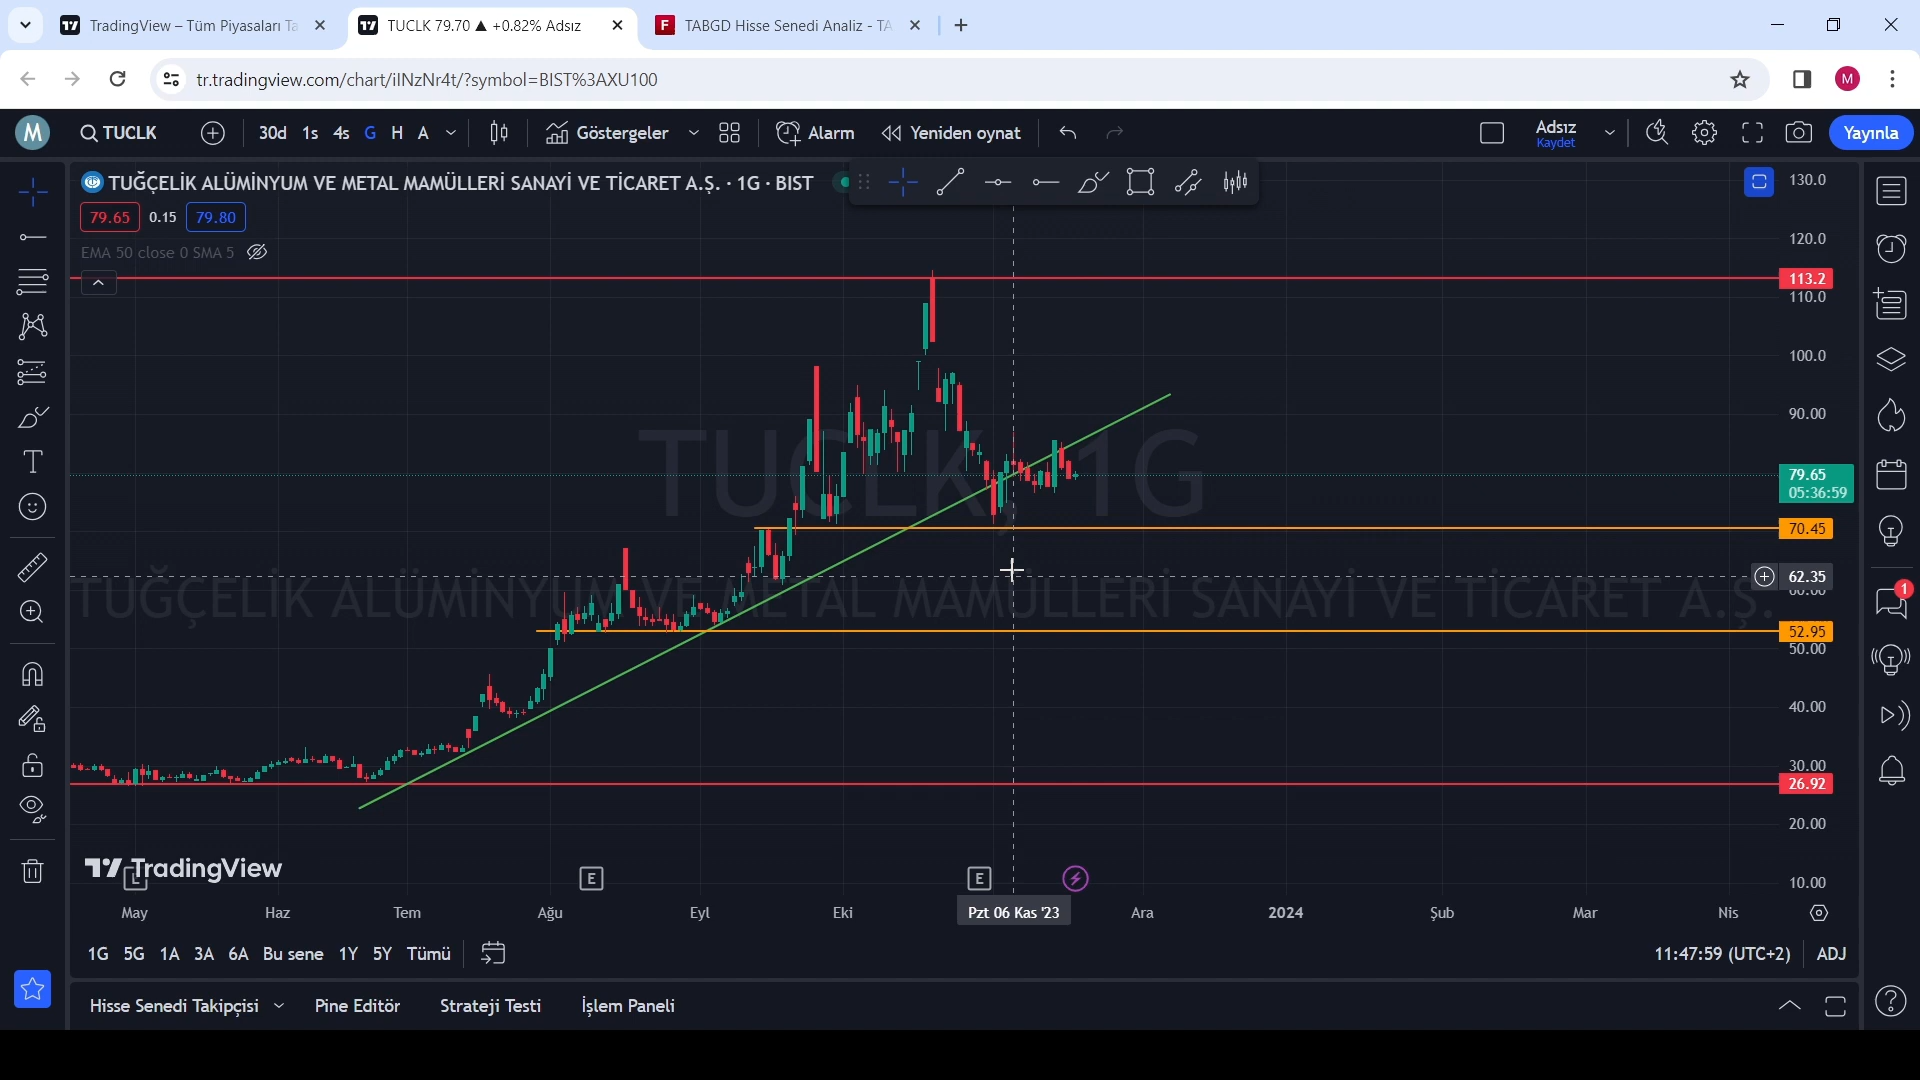 TradingView – Tüm Piyasaları Ta
TUCLK 79.70 ▲ +0.82% Adsız
TABGD Hisse Senedi Analiz - TA
tr.tradingview.com/chart/iINzNr4t/?symbol=BIST%3AXU100
M
M
TUCLK
30d 1s 4s G H A
Göstergeler
Alarm
Yeniden oynat
Adsız
Kaydet
Yayınla
TUĞÇELİK ALÜMİNYUM VE METAL MAMÜLLERİ SANAYİ VE TİCARET A.Ş. · 1G · BIST
79.65 0.15 79.80
EMA 50 close 0 SMA 5
130.0
120.0
113.2
110.0
100.0
90.00
79.65
05:36:59
70.45
62.35
60.00
52.95
50.00
40.00
30.00
26.92
20.00
10.00
TUCLK, 1G
TUĞÇELİK ALÜMİNYUM VE METAL MAMÜLLERİ SANAYİ VE TİCARET A.Ş.
1
TradingView
E
E
May Haz Tem Ağu Eyl Eki Pzt 06 Kas '23 Ara 2024 Şub Mar Nis
1G 5G 1A 3A 6A Bu sene 1Y 5Y Tümü
11:47:59 (UTC+2) ADJ
Hisse Senedi Takipçisi Pine Editör Strateji Testi İşlem Paneli